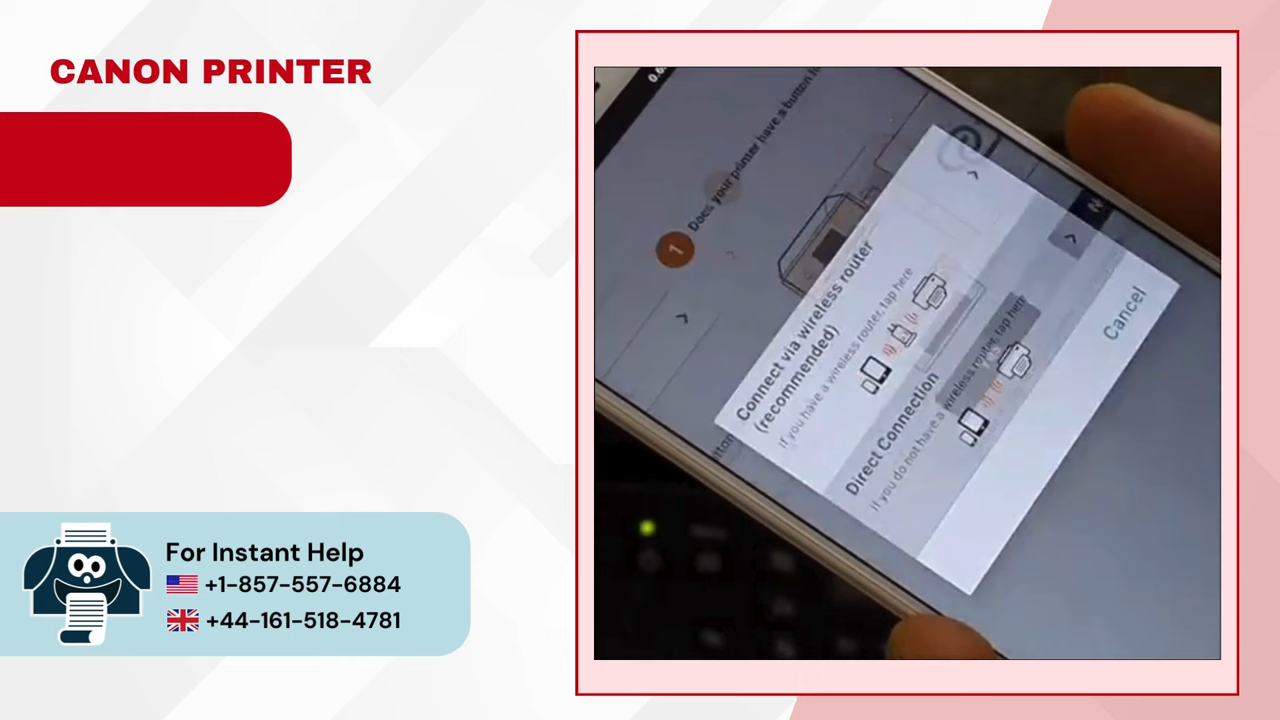 CANON PRINTER
For Instant Help
+1-857-557-6884
+44-161-518-4781
1 Does your printer have a button
Connect via wireless router
(recommended)
If you have a wireless router, tap here
Direct Connection
If you do not have a wireless router, tap here
Cancel